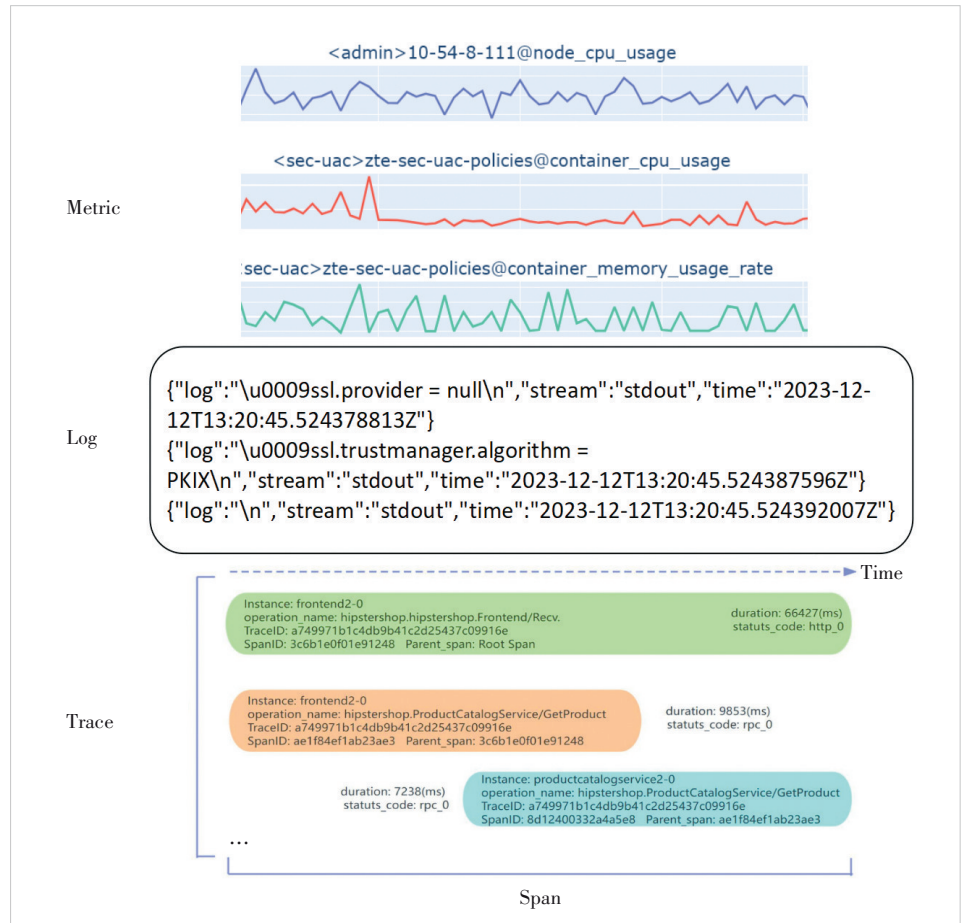 <admin>10-54-8-111@node_cpu_usage
<sec-uac>zte-sec-uac-policies@container_cpu_usage
Metric
sec-uac>zte-sec-uac-policies@container_memory_usage_rate
{"log":"\u0009ssl.provider = null\n","stream":"stdout","time":"2023-12-
12T13:20:45.524378813Z"}
Log
{"log":"\u0009ssl.trustmanager.algorithm =
PKIX\n","stream":"stdout","time":"2023-12-12T13:20:45.524387596Z"}
{"log":"\n","stream":"stdout","time":"2023-12-12T13:20:45.524392007Z"}
Time
Instance: frontend2-0
operation_name: hipstershop.hipstershop.Frontend/Recv.
TraceID: a749971b1c4db9b41c2d25437c09916e
SpanID: 3c6b1e0f01e91248 Parent_span: Root Span
duration: 66427(ms)
statuts_code: http_0
Trace
Instance: frontend2-0
operation_name: hipstershop.ProductCatalogService/GetProduct
TraceID: a749971b1c4db9b41c2d25437c09916e
SpanID: ae1f84ef1ab23ae3 Parent_span: 3c6b1e0f01e91248
duration: 9853(ms)
statuts_code: rpc_0
duration: 7238(ms)
statuts_code: rpc_0
Instance: productcatalogservice2-0
operation_name: hipstershop.ProductCatalogService/GetProduct
TraceID: a749971b1c4db9b41c2d25437c09916e
SpanID: 8d12400332a4a5e8 Parent_span: ae1f84ef1ab23ae3
...
Span